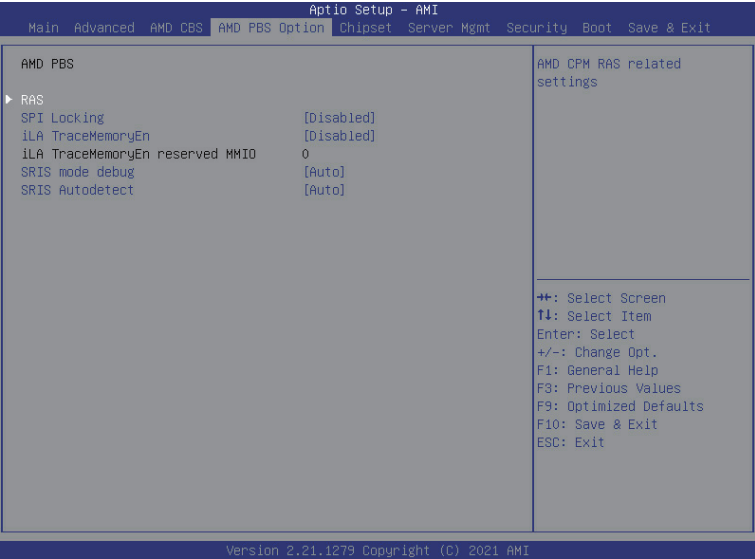 Aptio Setup – AMI
Main Advanced AMD CBS AMD PBS Option Chipset Server Mgmt Security Boot Save & Exit
AMD PBS
RAS
SPI Locking [Disabled]
iLA TraceMemoryEn [Disabled]
iLA TraceMemoryEn reserved MMIO 0
SRIS mode debug [Auto]
SRIS Autodetect [Auto]
AMD CPM RAS related
settings
→←: Select Screen
↑↓: Select Item
Enter: Select
+/-: Change Opt.
F1: General Help
F3: Previous Values
F9: Optimized Defaults
F10: Save & Exit
ESC: Exit
Version 2.21.1279 Copyright (C) 2021 AMI